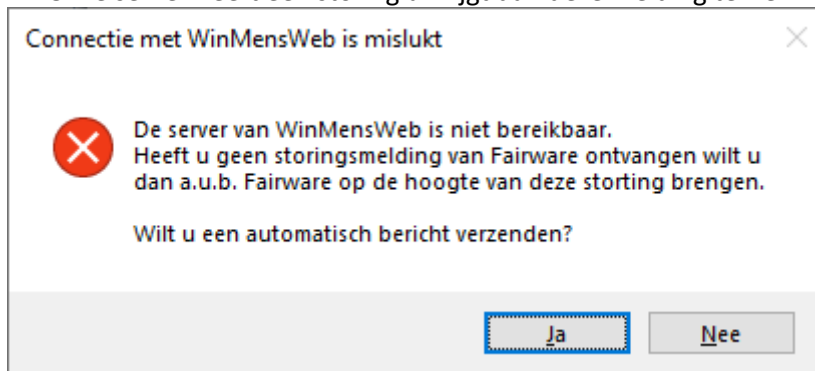 Connectie met WinMensWeb is mislukt
De server van WinMensWeb is niet bereikbaar.
Heeft u geen storingsmelding van Fairware ontvangen wilt u
dan a.u.b. Fairware op de hoogte van deze storting brengen.
Wilt u een automatisch bericht verzenden?
Ja
Nee